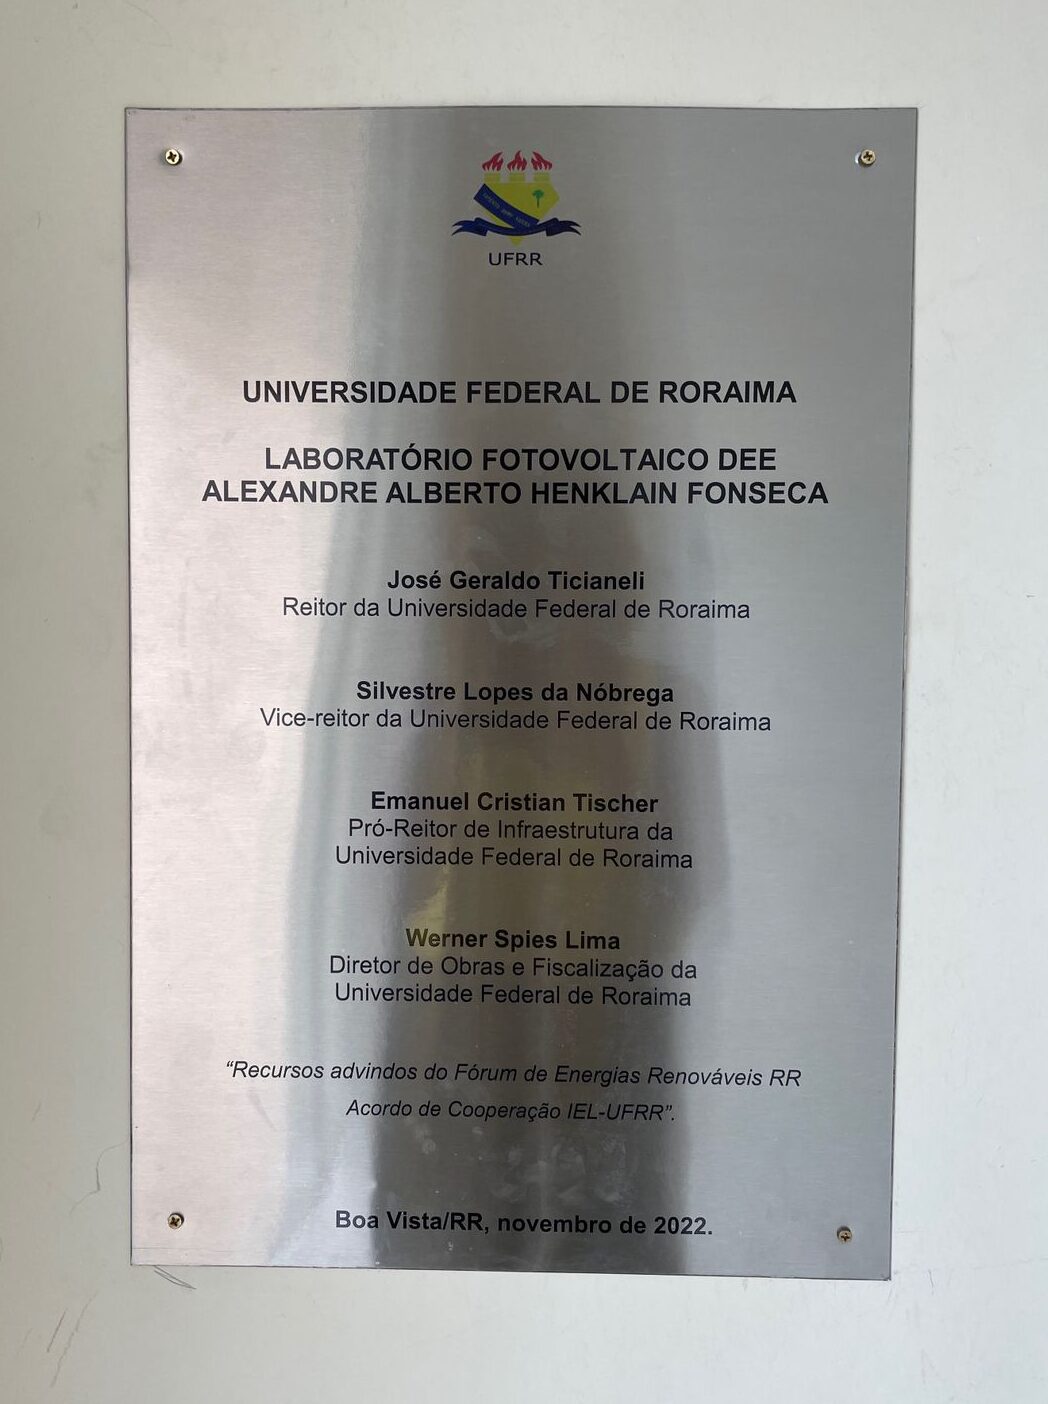 UFRR
UNIVERSIDADE FEDERAL DE RORAIMA
LABORATÓRIO FOTOVOLTAICO DEE
ALEXANDRE ALBERTO HENKLAIN FONSECA
José Geraldo Ticianeli
Reitor da Universidade Federal de Roraima
Silvestre Lopes da Nóbrega
Vice-reitor da Universidade Federal de Roraima
Emanuel Cristian Tischer
Pró-Reitor de Infraestrutura da
Universidade Federal de Roraima
Werner Spies Lima
Diretor de Obras e Fiscalização da
Universidade Federal de Roraima
“Recursos advindos do Fórum de Energias Renováveis RR
Acordo de Cooperação IEL-UFRR”.
Boa Vista/RR, novembro de 2022.